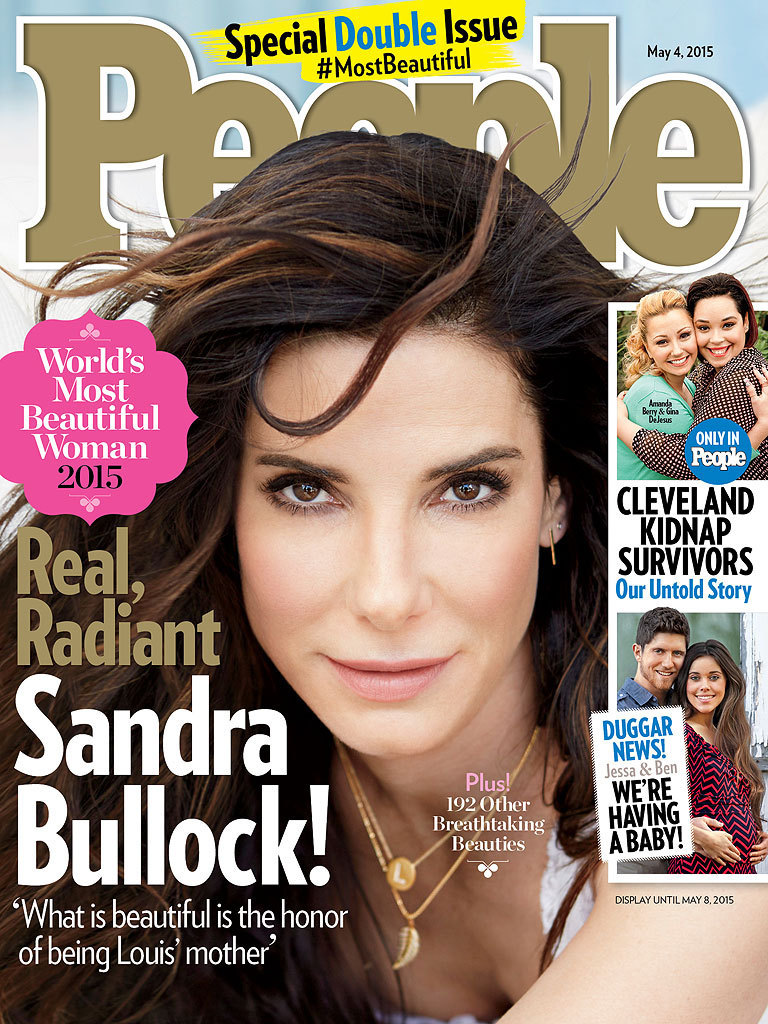 Special Double Issue
#MostBeautiful
People
May 4, 2015
World's
Most
Beautiful
Woman
2015
Real,
Radiant
Sandra
Bullock!
‘What is beautiful is the honor
of being Louis’ mother’
Plus!
192 Other
Breathtaking
Beauties
L
Amanda
Berry & Gina
DeJesus
ONLY IN
People
CLEVELAND
KIDNAP
SURVIVORS
Our Untold Story
DUGGAR
NEWS!
Jessa & Ben
WE'RE
HAVING
A BABY!
DISPLAY UNTIL MAY 8, 2015